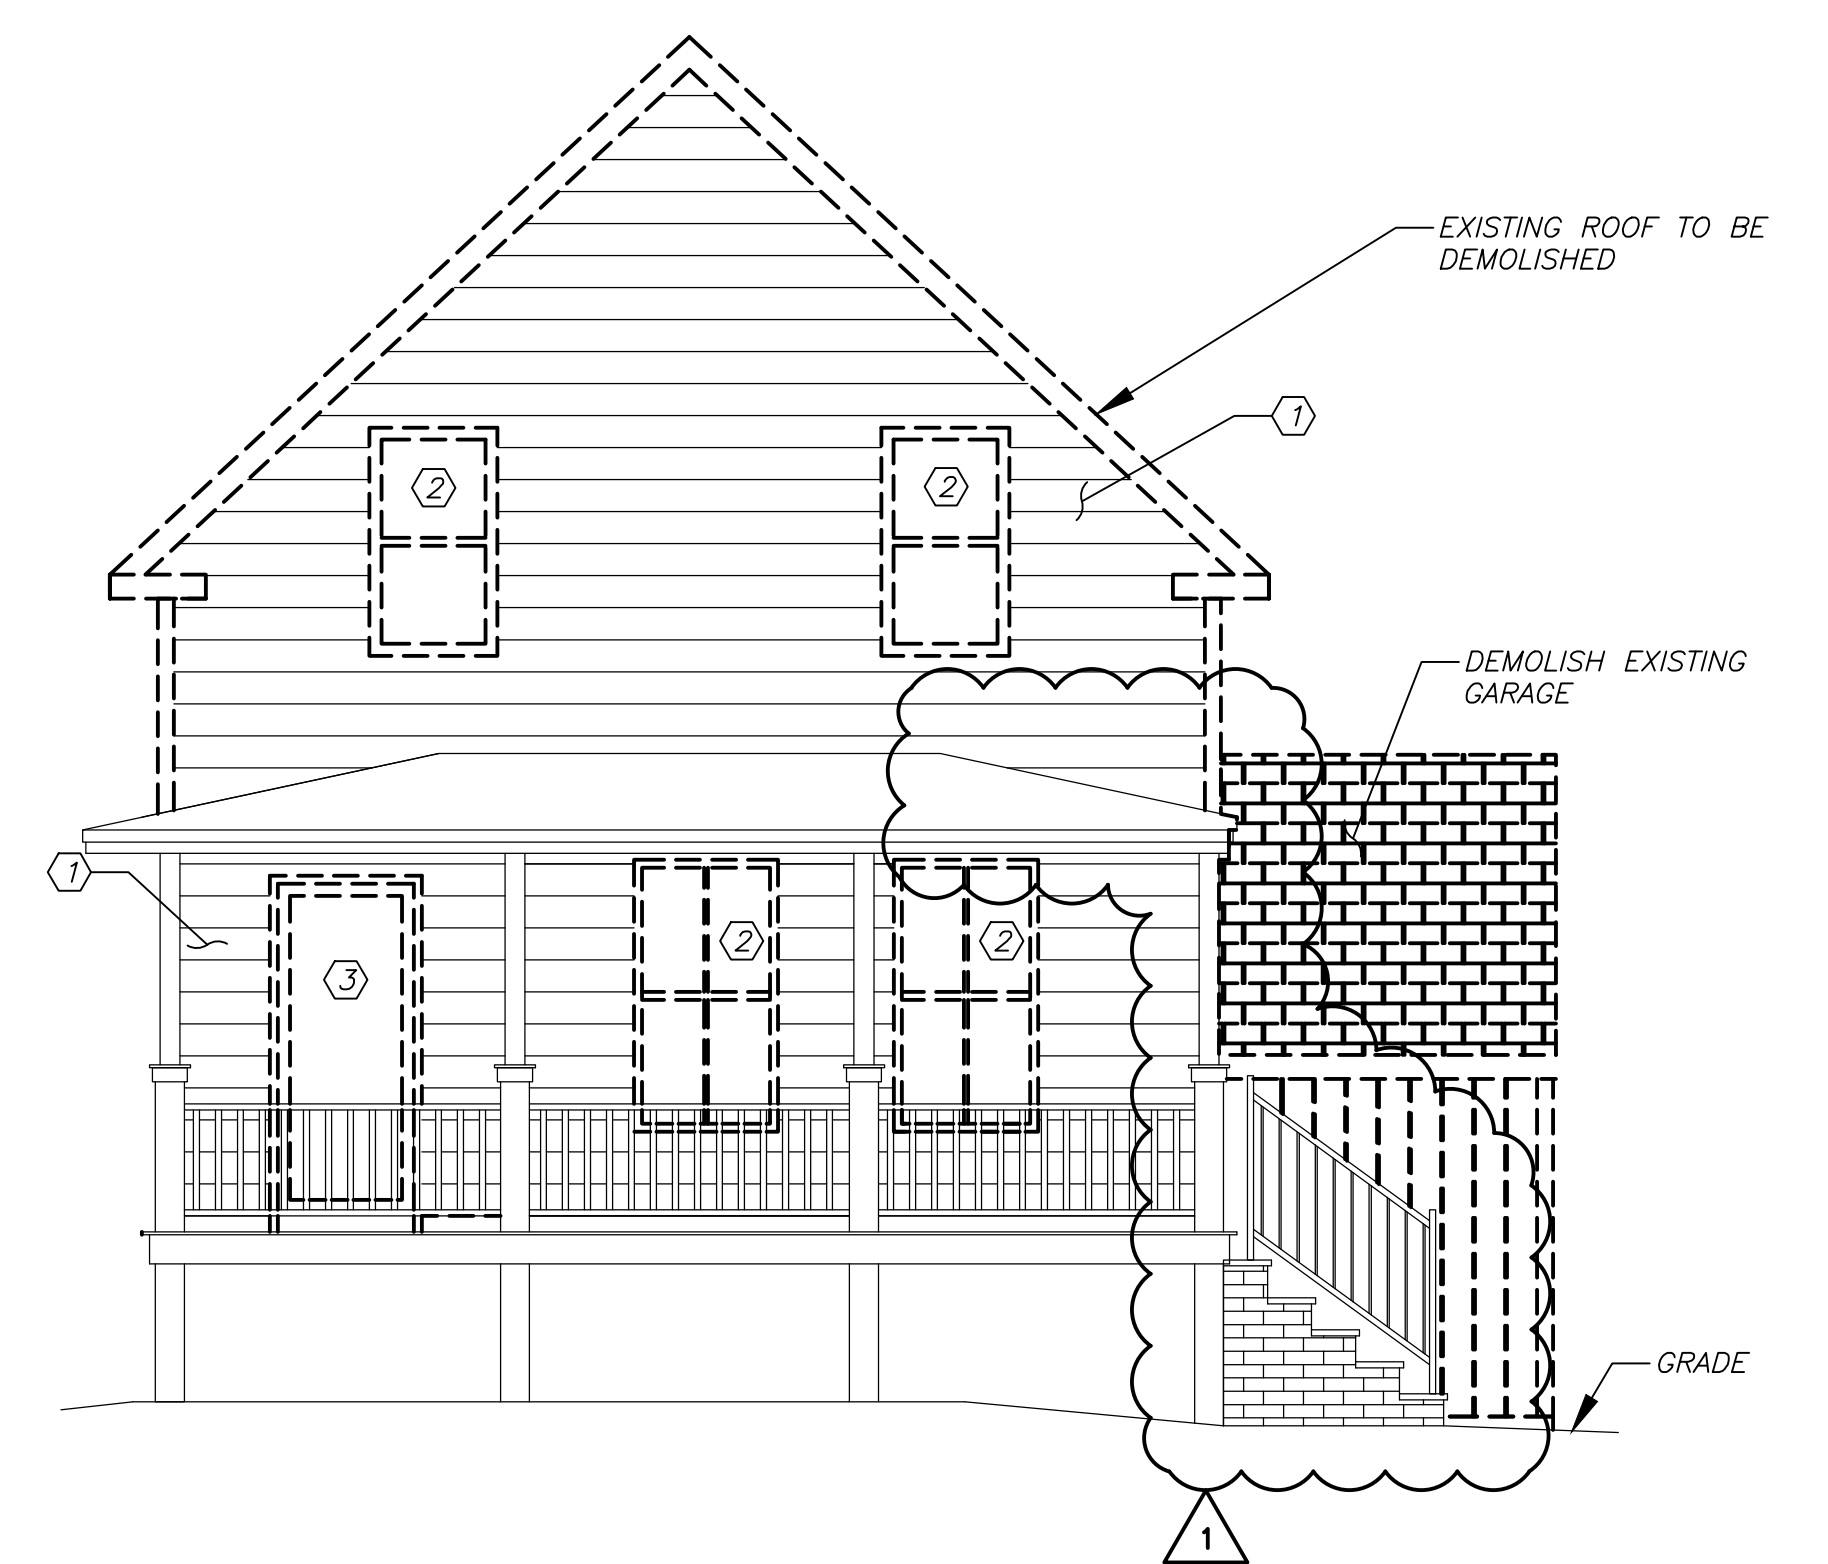 EXISTING ROOF TO BE
DEMOLISHED
1
2
2
DEMOLISH EXISTING
GARAGE
1
2
2
3
GRADE
1